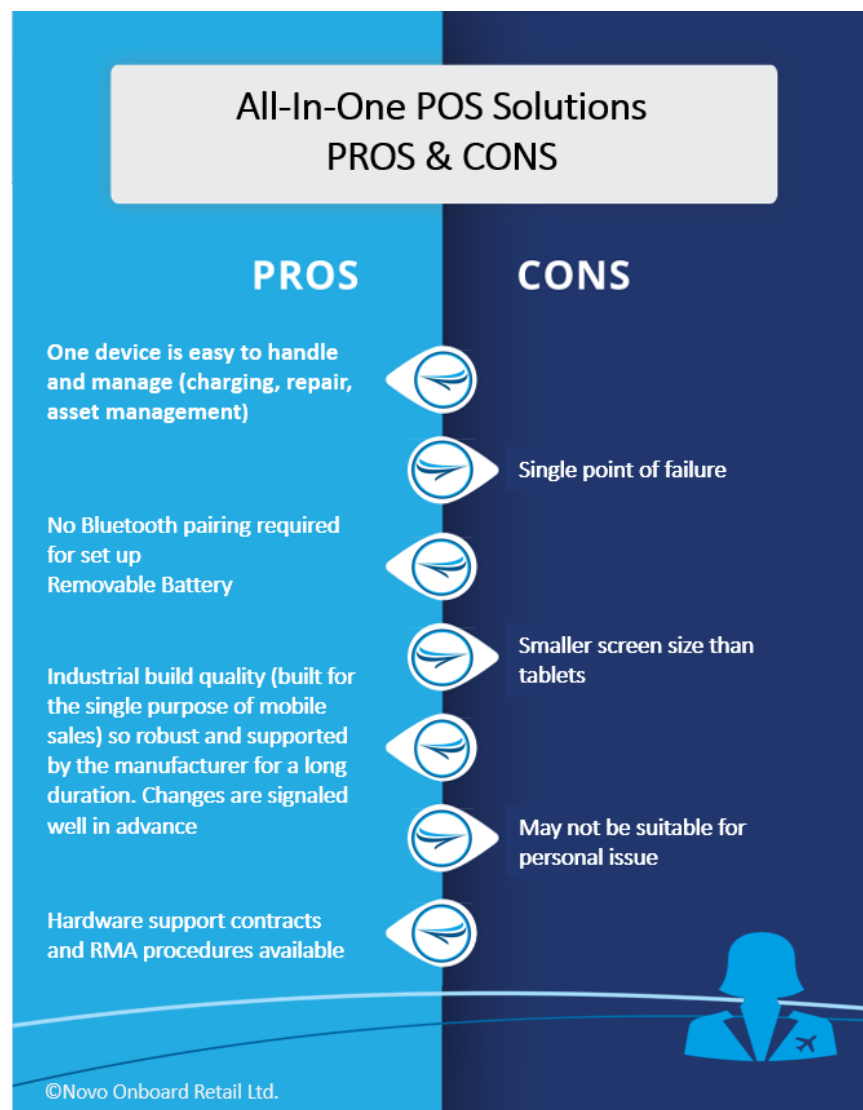 All-In-One POS Solutions
PROS & CONS
PROS
CONS
One device is easy to handle
and manage (charging, repair,
asset management)
Single point of failure
No Bluetooth pairing required
for set up
Removable Battery
Smaller screen size than
tablets
Industrial build quality (built for
the single purpose of mobile
sales) so robust and supported
by the manufacturer for a long
duration. Changes are signaled
well in advance
May not be suitable for
personal issue
Hardware support contracts
and RMA procedures available
©Novo Onboard Retail Ltd.